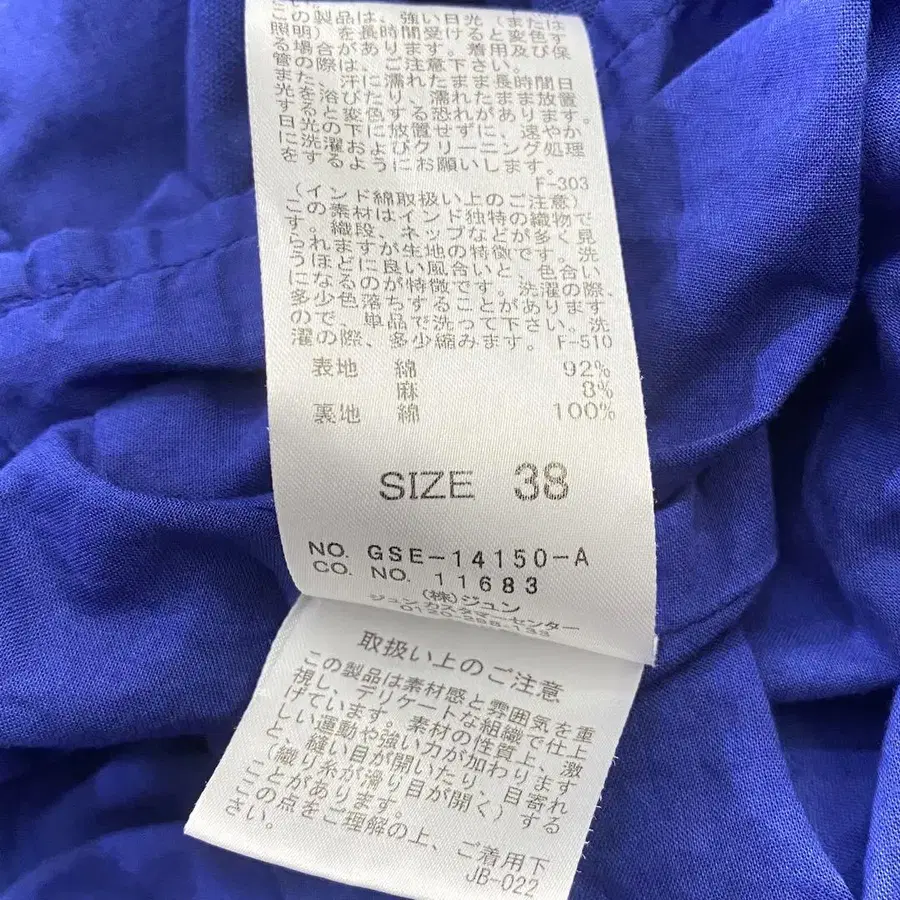 この製品は、強い日光(または
照明)を長時間受けると変色す
る場合があります。着用及び保
管の際は、ご注意下さい。
また、汗に濡れたまま長時間日
光を浴びたり、濡れたまま放置
すると変色する恐れがあります。
日光の下に放置せずに、速やか
に洗濯およびクリーニング処理
をするようにお願いします。
F-303
(インド綿取扱い上のご注意)
この素材はインド独特の織物で
す。織段、ネップなどが多く見
られますが生地の特徴です。洗
うほどに良い風合いと、色合い
になるのが特徴です。洗濯の際、
多少色落ちすることがあります
ので、単品で洗って下さい。洗
濯の際、多少縮みます。F-510
表地 綿 92%
麻 8%
裏地 綿 100%
SIZE 38
NO. GSE-14150-A
CO. NO. 11683
(株)ジュン
ジュンカスタマーセンター
取扱い上のご注意
この製品は素材感と雰囲気を重
視し、デリケートな組織で仕上
げています。素材の性質上、激
しい運動や強い力が加わります
と、縫い目が開いたり、目寄れ
(織り糸が滑り目が開く)する
ことがあります。
この点をご理解の上、ご着用下
さい。
JB-022